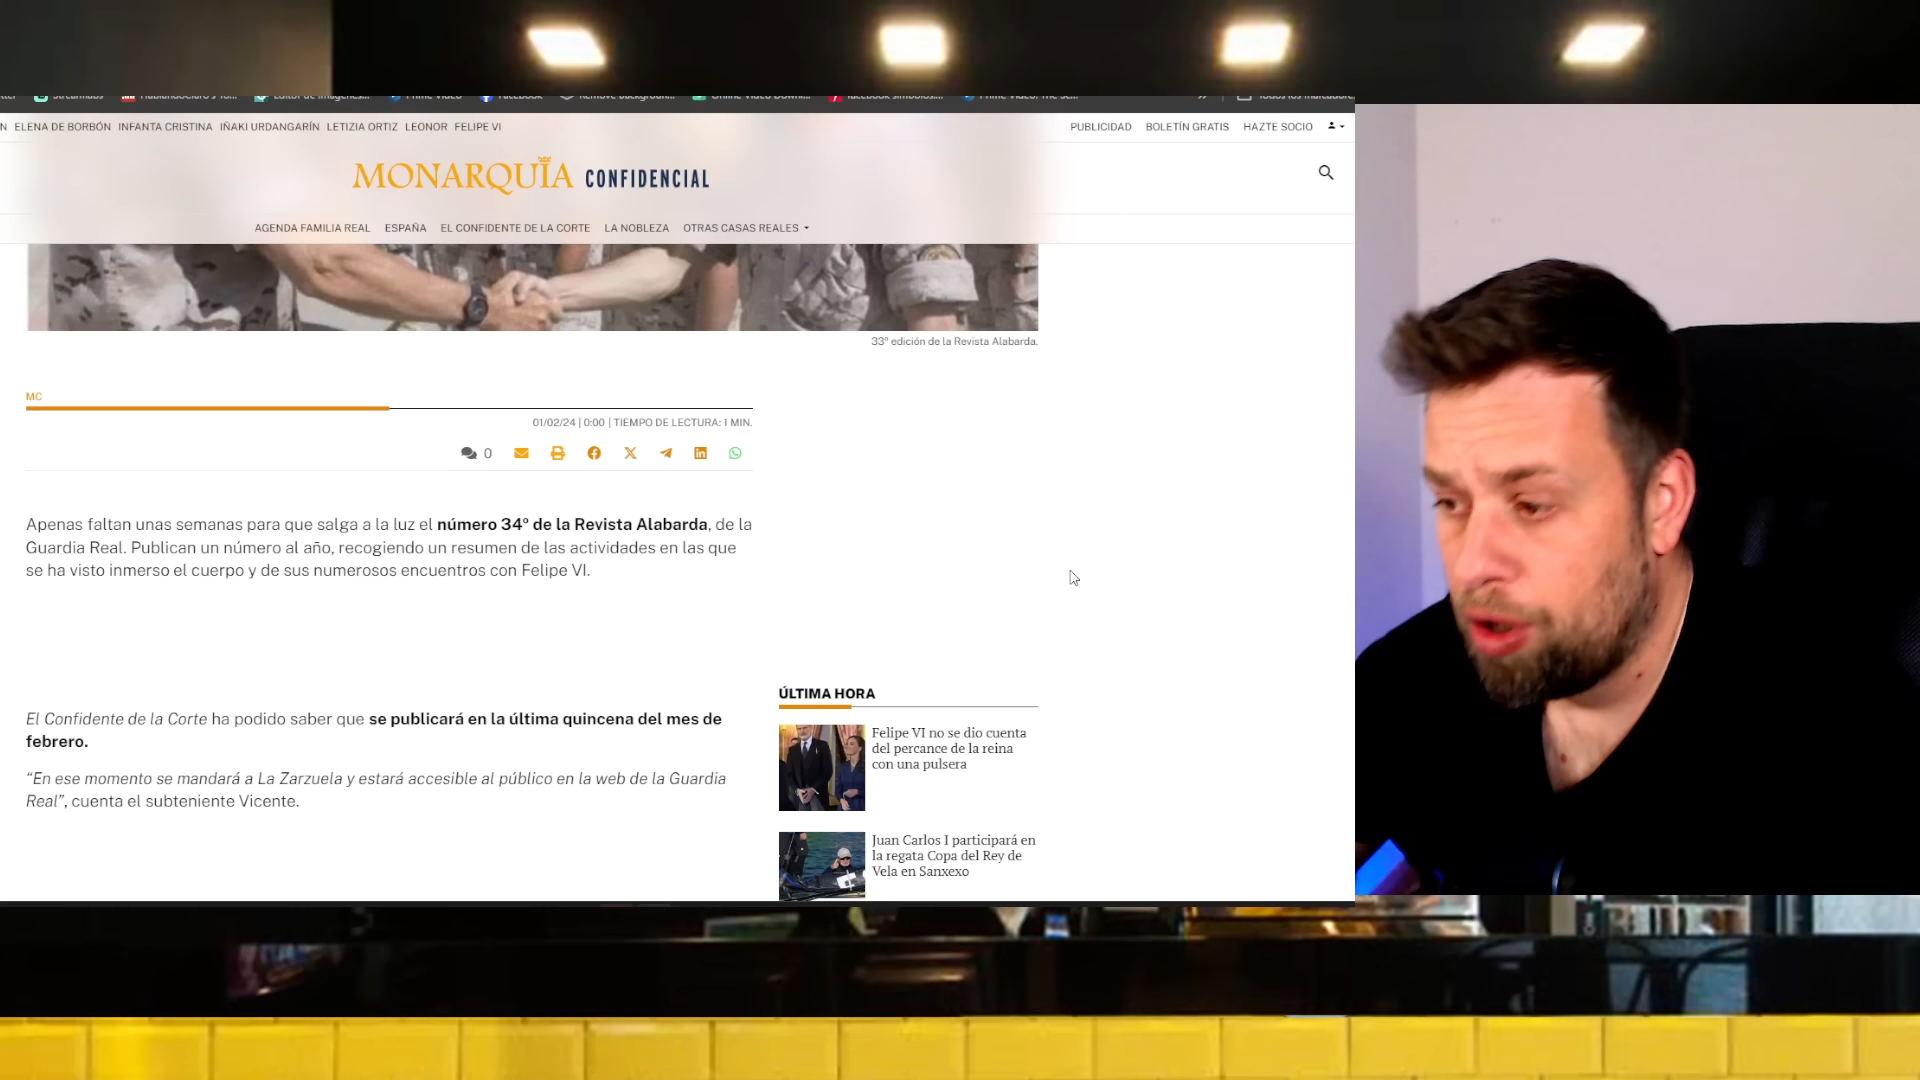 Prime Video
Facebook
N ELENA DE BORBÓN INFANTA CRISTINA IÑAKI URDANGARÍN LETIZIA ORTIZ LEONOR FELIPE VI
PUBLICIDAD BOLETÍN GRATIS HAZTE SOCIO
MONARQUÍA CONFIDENCIAL
AGENDA FAMILIA REAL ESPAÑA EL CONFIDENTE DE LA CORTE LA NOBLEZA OTRAS CASAS REALES
33º edición de la Revista Alabarda.
MC
01/02/24 | 0:00 | TIEMPO DE LECTURA: 1 MIN.
0
Apenas faltan unas semanas para que salga a la luz el número 34º de la Revista Alabarda, de la
Guardia Real. Publican un número al año, recogiendo un resumen de las actividades en las que
se ha visto inmerso el cuerpo y de sus numerosos encuentros con Felipe VI.
El Confidente de la Corte ha podido saber que se publicará en la última quincena del mes de
febrero.
“En ese momento se mandará a La Zarzuela y estará accesible al público en la web de la Guardia
Real”, cuenta el subteniente Vicente.
ÚLTIMA HORA
Felipe VI no se dio cuenta
del percance de la reina
con una pulsera
Juan Carlos I participará en
la regata Copa del Rey de
Vela en Sanxexo